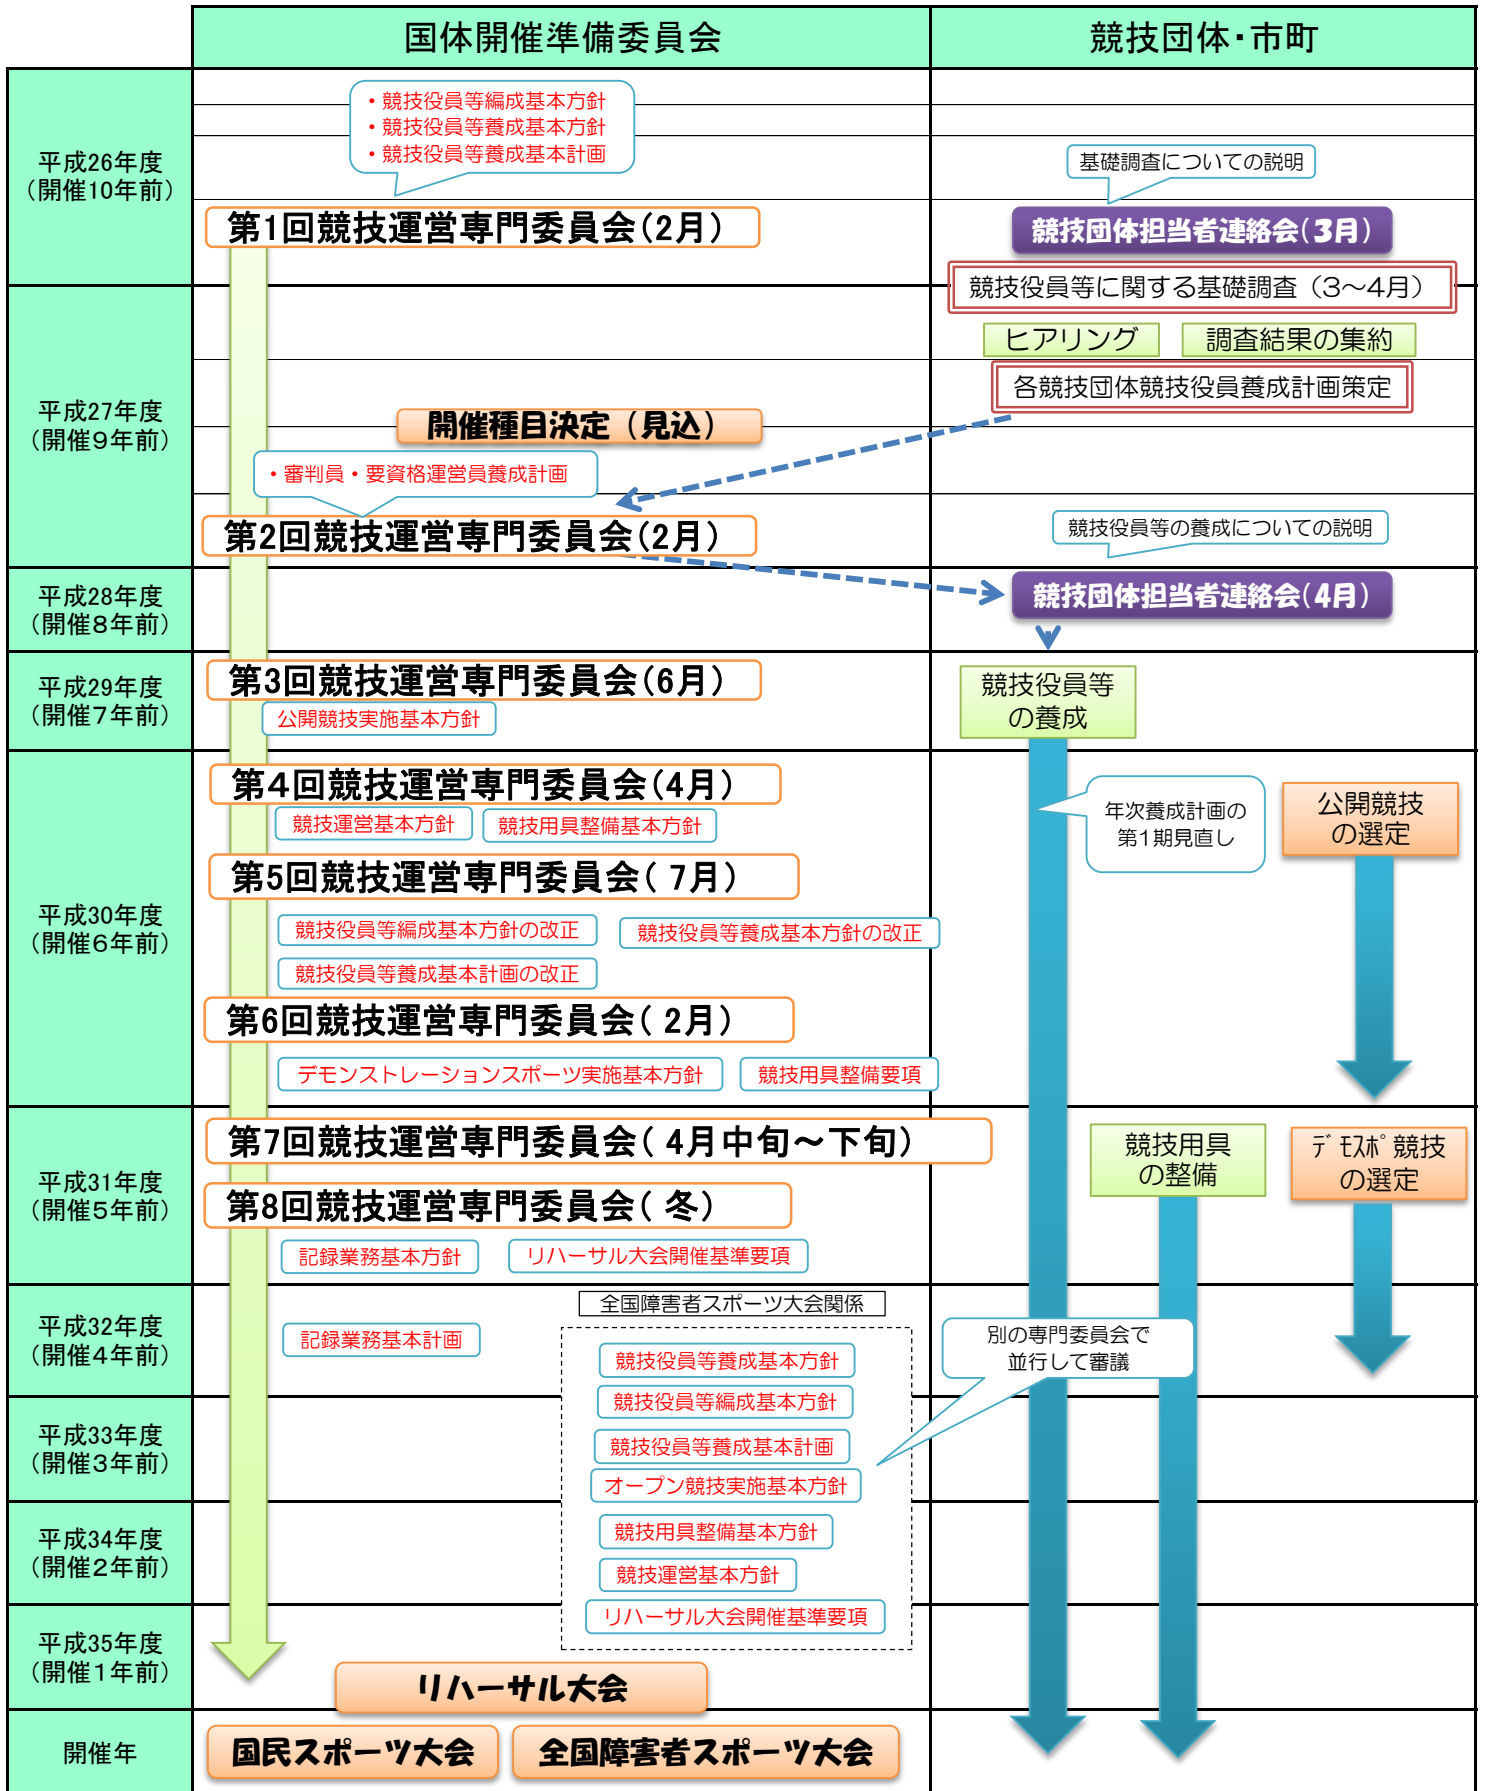 国体開催準備委員会
競技団体・市町
平成26年度
（開催10年前）
・競技役員等編成基本方針
・競技役員等養成基本方針
・競技役員等養成基本計画
基礎調査についての説明
第1回競技運営専門委員会（2月）
競技団体担当者連絡会（3月）
競技役員等に関する基礎調査（3～4月）
平成27年度
（開催9年前）
ヒアリング
調査結果の集約
各競技団体競技役員養成計画策定
開催種目決定（見込）
・審判員・要資格運営員養成計画
第2回競技運営専門委員会（2月）
競技役員等の養成についての説明
平成28年度
（開催8年前）
競技団体担当者連絡会（4月）
平成29年度
（開催7年前）
第3回競技運営専門委員会（6月）
公開競技実施基本方針
競技役員等
の養成
平成30年度
（開催6年前）
第4回競技運営専門委員会（4月）
競技運営基本方針
競技用具整備基本方針
年次養成計画の
第1期見直し
公開競技
の選定
第5回競技運営専門委員会（ 7月）
競技役員等編成基本方針の改正
競技役員等養成基本方針の改正
競技役員等養成基本計画の改正
第6回競技運営専門委員会（ 2月）
デモンストレーションスポーツ実施基本方針
競技用具整備要項
平成31年度
（開催5年前）
第7回競技運営専門委員会（ 4月中旬～下旬）
競技用具
の整備
ﾃﾞﾓｽﾎﾟ競技
の選定
第8回競技運営専門委員会（ 冬）
記録業務基本方針
リハーサル大会開催基準要項
平成32年度
（開催4年前）
全国障害者スポーツ大会関係
記録業務基本計画
別の専門委員会で
並行して審議
競技役員等養成基本方針
競技役員等編成基本方針
平成33年度
（開催3年前）
競技役員等養成基本計画
オープン競技実施基本方針
平成34年度
（開催2年前）
競技用具整備基本方針
競技運営基本方針
リハーサル大会開催基準要項
平成35年度
（開催1年前）
リハーサル大会
開催年
国民スポーツ大会
全国障害者スポーツ大会